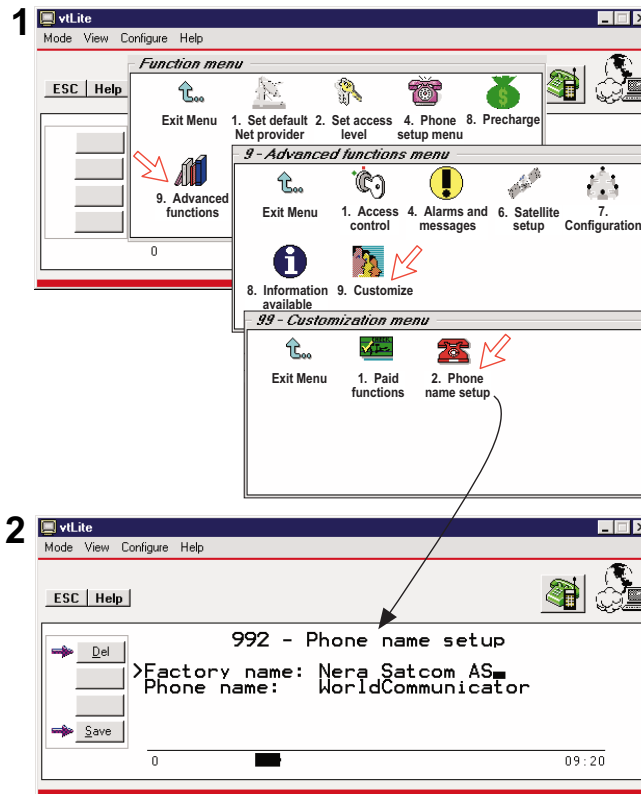 1
vtLite
Mode View Configure Help
ESC Help
Function menu
Exit Menu
1. Set default
Net provider
2. Set access
level
4. Phone
setup menu
8. Precharge
9. Advanced
functions
0
9 - Advanced functions menu
Exit Menu
1. Access
control
4. Alarms and
messages
6. Satellite
setup
7.
Configuration
8. Information
available
9. Customize
99 - Customization menu
Exit Menu
1. Paid
functions
2. Phone
name setup
2
vtLite
Mode View Configure Help
ESC Help
Del
Save
992 - Phone name setup
>Factory name: Nera Satcom AS
Phone name: WorldCommunicator
0 09:20